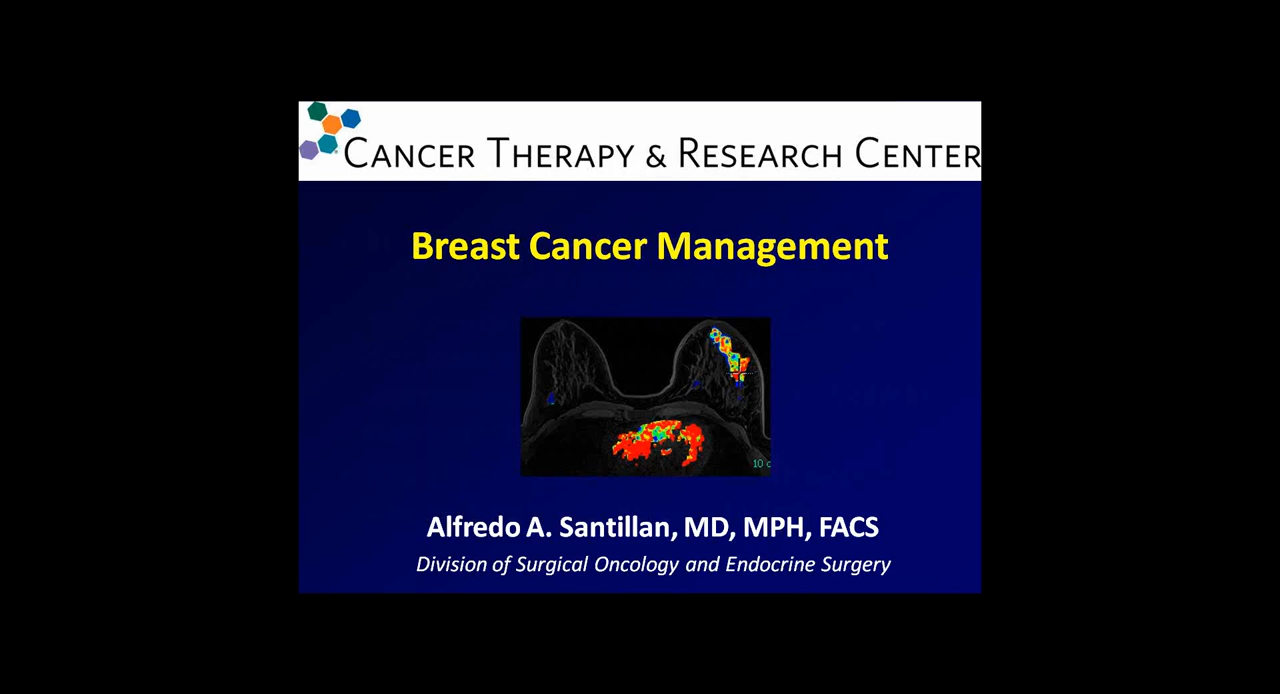 CANCER THERAPY & RESEARCH CENTER
Breast Cancer Management
10 c
Alfredo A. Santillan, MD, MPH, FACS
Division of Surgical Oncology and Endocrine Surgery